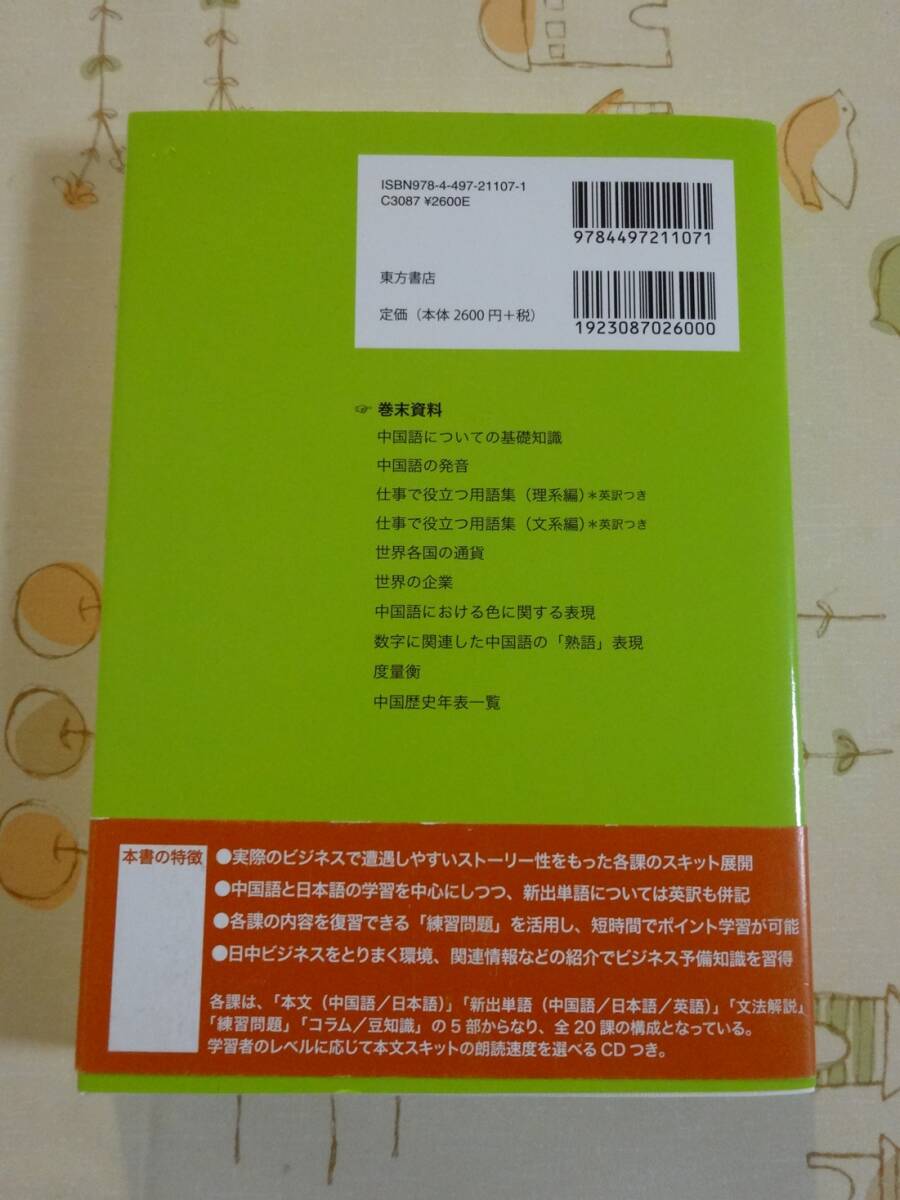 ISBN978-4-497-21107-1
C3087 ¥2600E
9784497211071
東方書店
定価（本体2600円＋税）
1923087026000
☞ 巻末資料
中国語についての基礎知識
中国語の発音
仕事で役立つ用語集（理系編）＊英訳つき
仕事で役立つ用語集（文系編）＊英訳つき
世界各国の通貨
世界の企業
中国語における色に関する表現
数字に関連した中国語の「熟語」表現
度量衡
中国歴史年表一覧
本書の特徴
●実際のビジネスで遭遇しやすいストーリー性をもった各課のスキット展開
●中国語と日本語の学習を中心にしつつ、新出単語については英訳も併記
●各課の内容を復習できる「練習問題」を活用し、短時間でポイント学習が可能
●日中ビジネスをとりまく環境、関連情報などの紹介でビジネス予備知識を習得
各課は、「本文（中国語／日本語）」「新出単語（中国語／日本語／英語）」「文法解説」
「練習問題」「コラム／豆知識」の5部からなり、全20課の構成となっている。
学習者のレベルに応じて本文スキットの朗読速度を選べるCDつき。